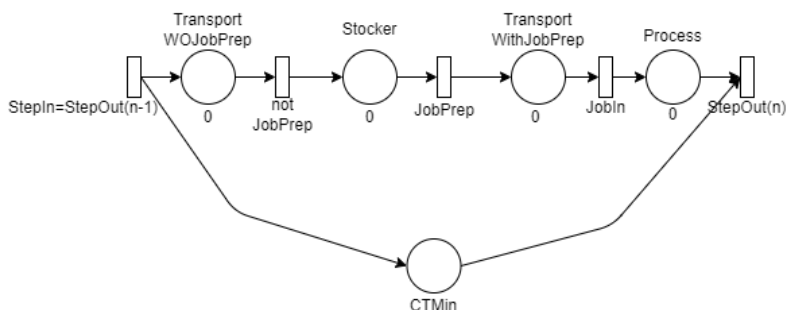 Transport
WOJobPrep
Stocker
Transport
WithJobPrep
Process
StepIn=StepOut(n-1)
0
not
JobPrep
0
JobPrep
0
JobIn
0
StepOut(n)
CTMin